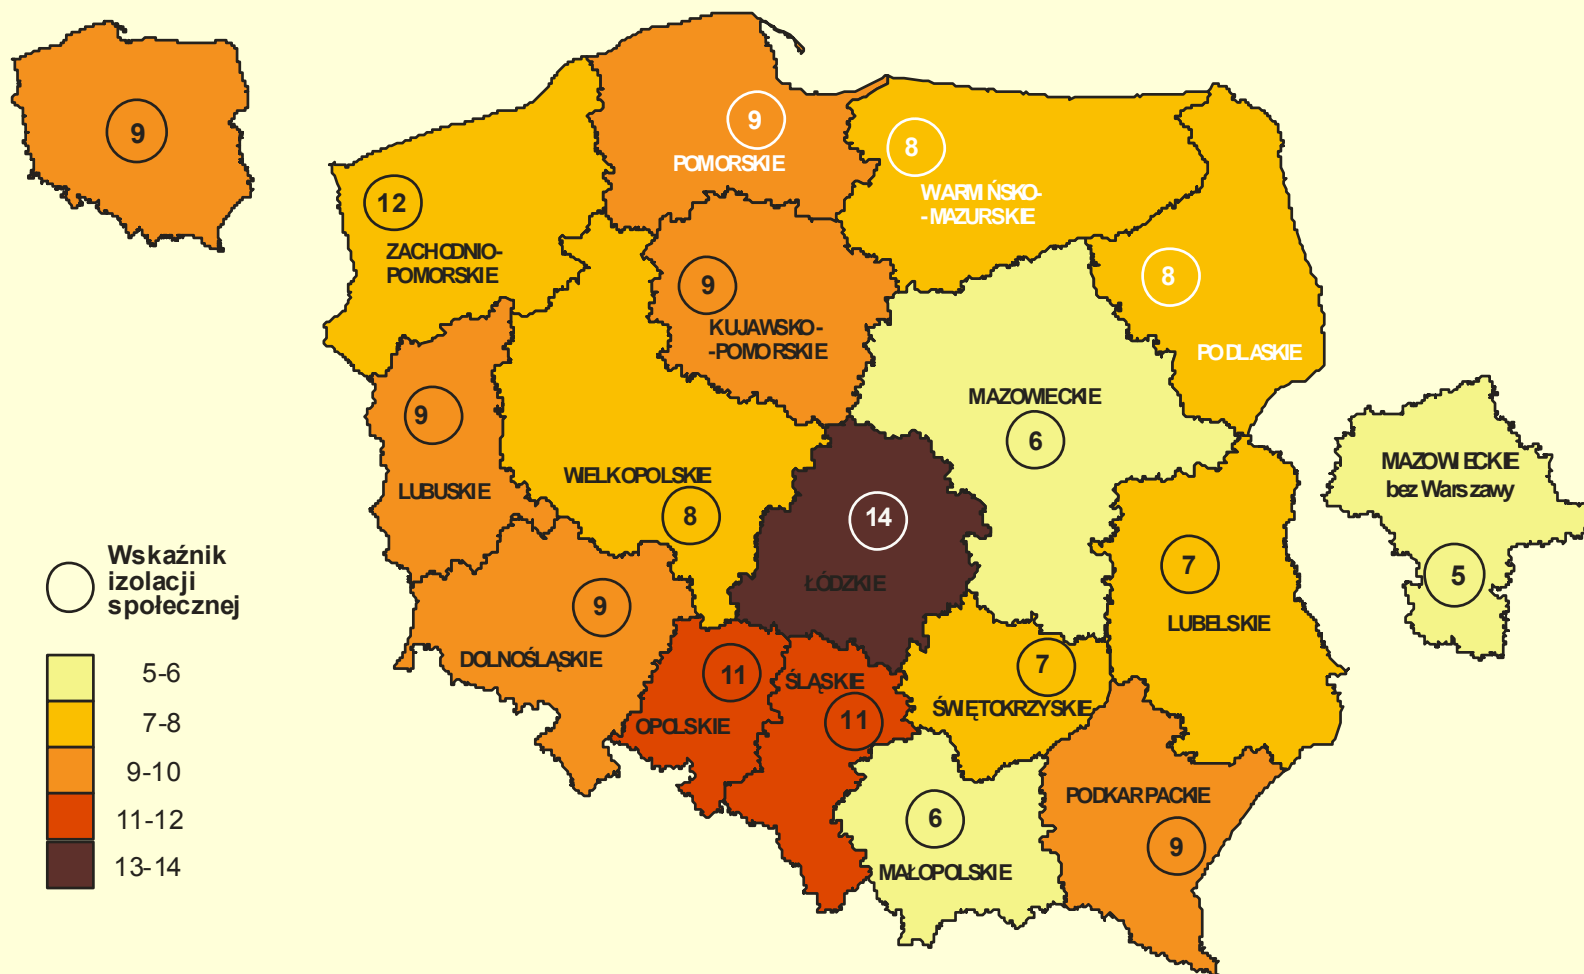 9
9
POMORSKIE
8
WARMIŃSKO-
-MAZURSKIE
12
ZACHODNIO-
POMORSKIE
9
KUJAWSKO-
-POMORSKIE
8
PODLASKIE
MAZOWIECKIE
6
9
LUBUSKIE
WIELKOPOLSKIE
8
14
ŁÓDZKIE
7
LUBELSKIE
MAZOWIECKIE
bez Warszawy
5
9
DOLNOŚLĄSKIE
11
OPOLSKIE
ŚLĄSKIE
11
7
ŚWIĘTOKRZYSKIE
6
MAŁOPOLSKIE
PODKARPACKIE
9
Wskaźnik
izolacji
społecznej
5-6
7-8
9-10
11-12
13-14